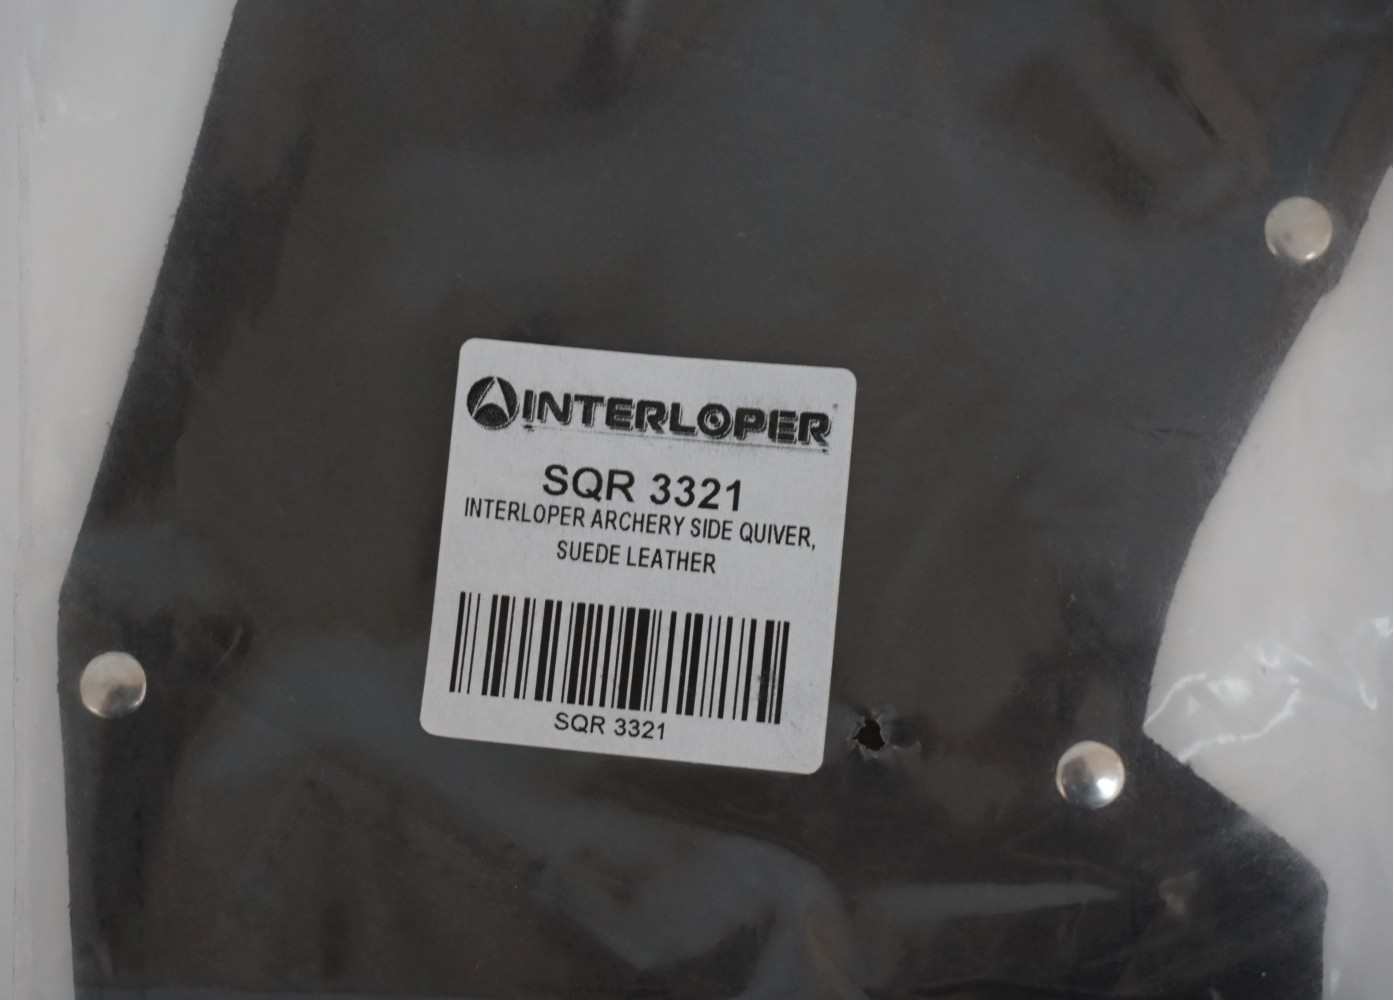 INTERLOPER
SQR 3321
INTERLOPER ARCHERY SIDE QUIVER,
SUEDE LEATHER
SQR 3321